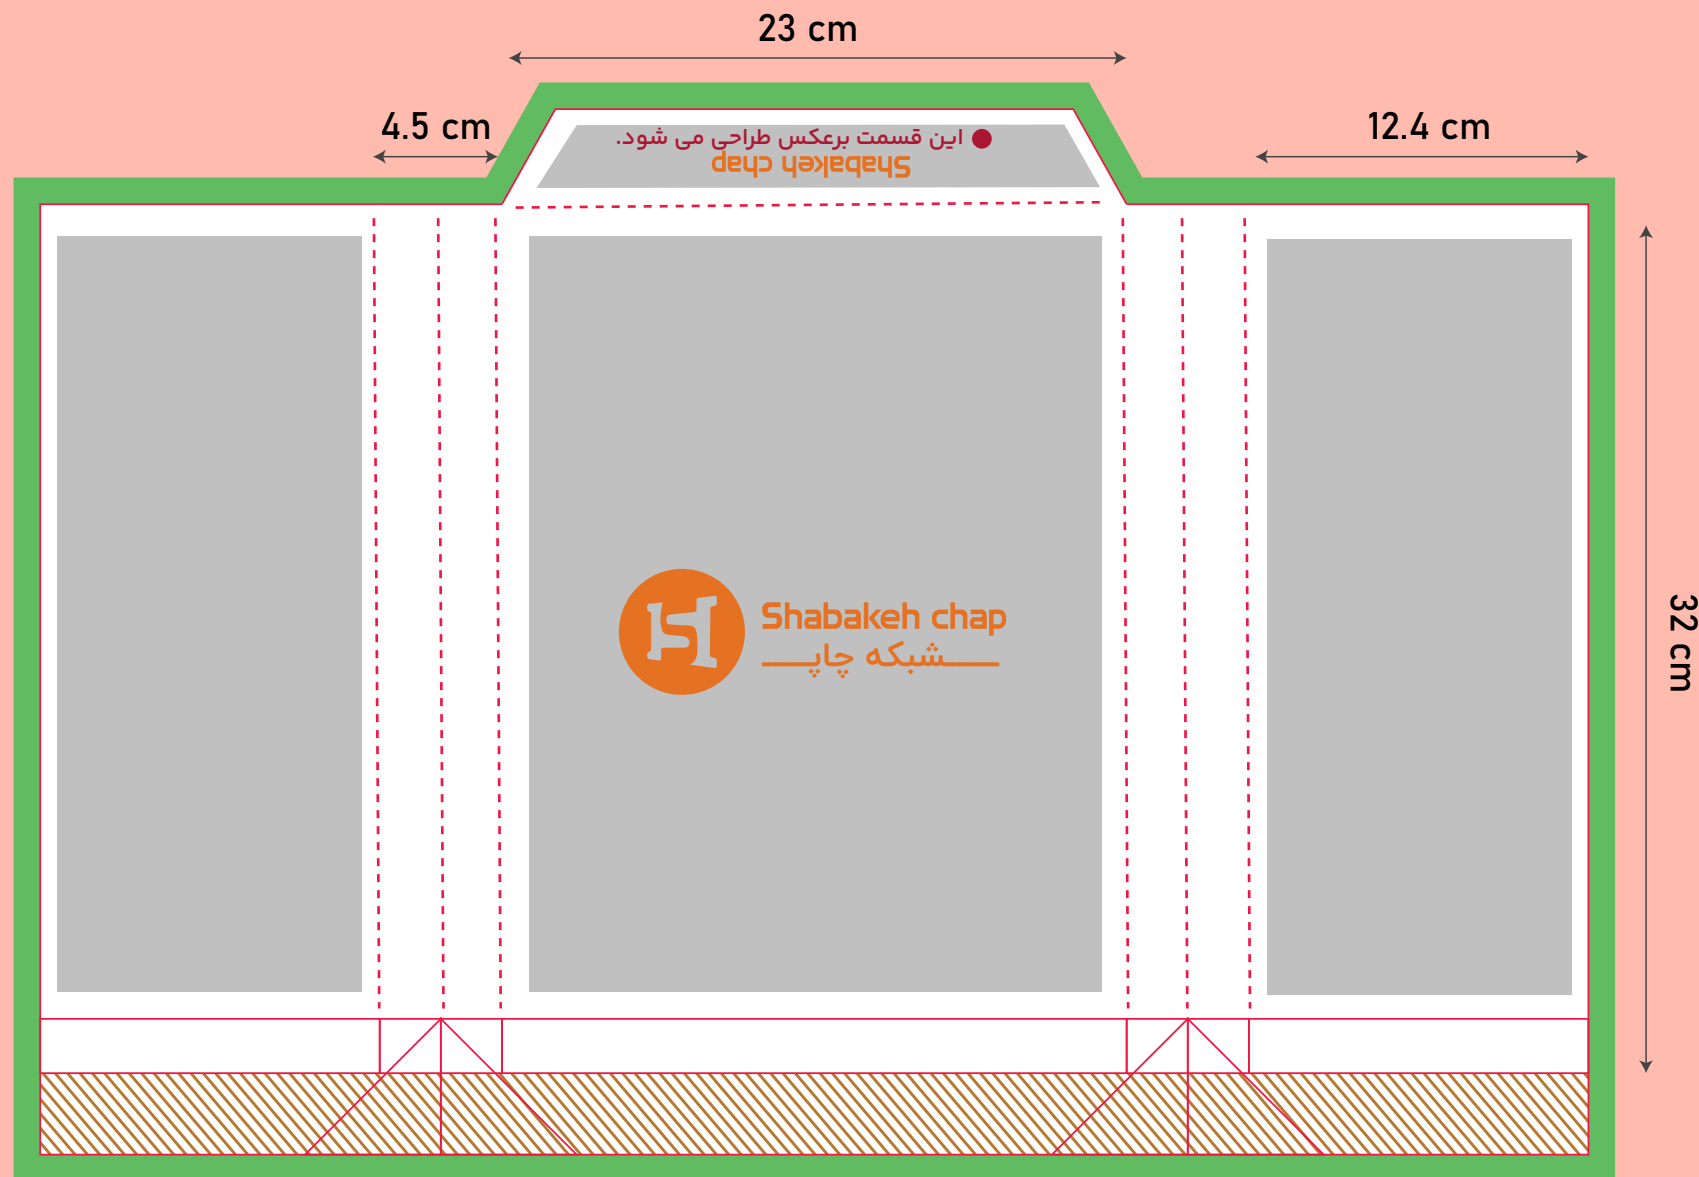 23 cm
4.5 cm
12.4 cm
این قسمت برعکس طراحی می شود.
Shabakeh chap
Shabakeh chap
شبکه چاپ
32 cm